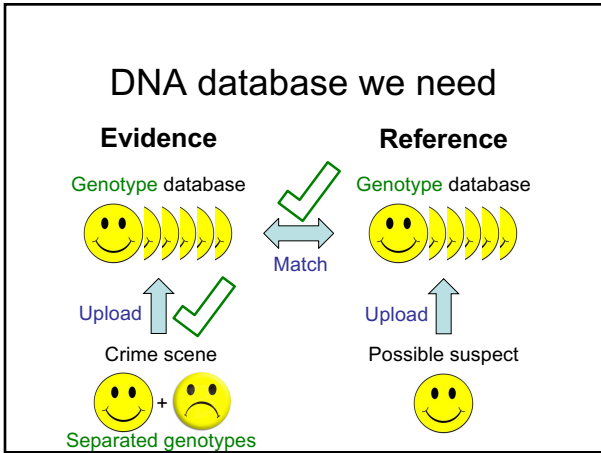 DNA database we need
Evidence
Reference
Genotype database
Genotype database
Match
Upload
Upload
Crime scene
Possible suspect
+
Separated genotypes